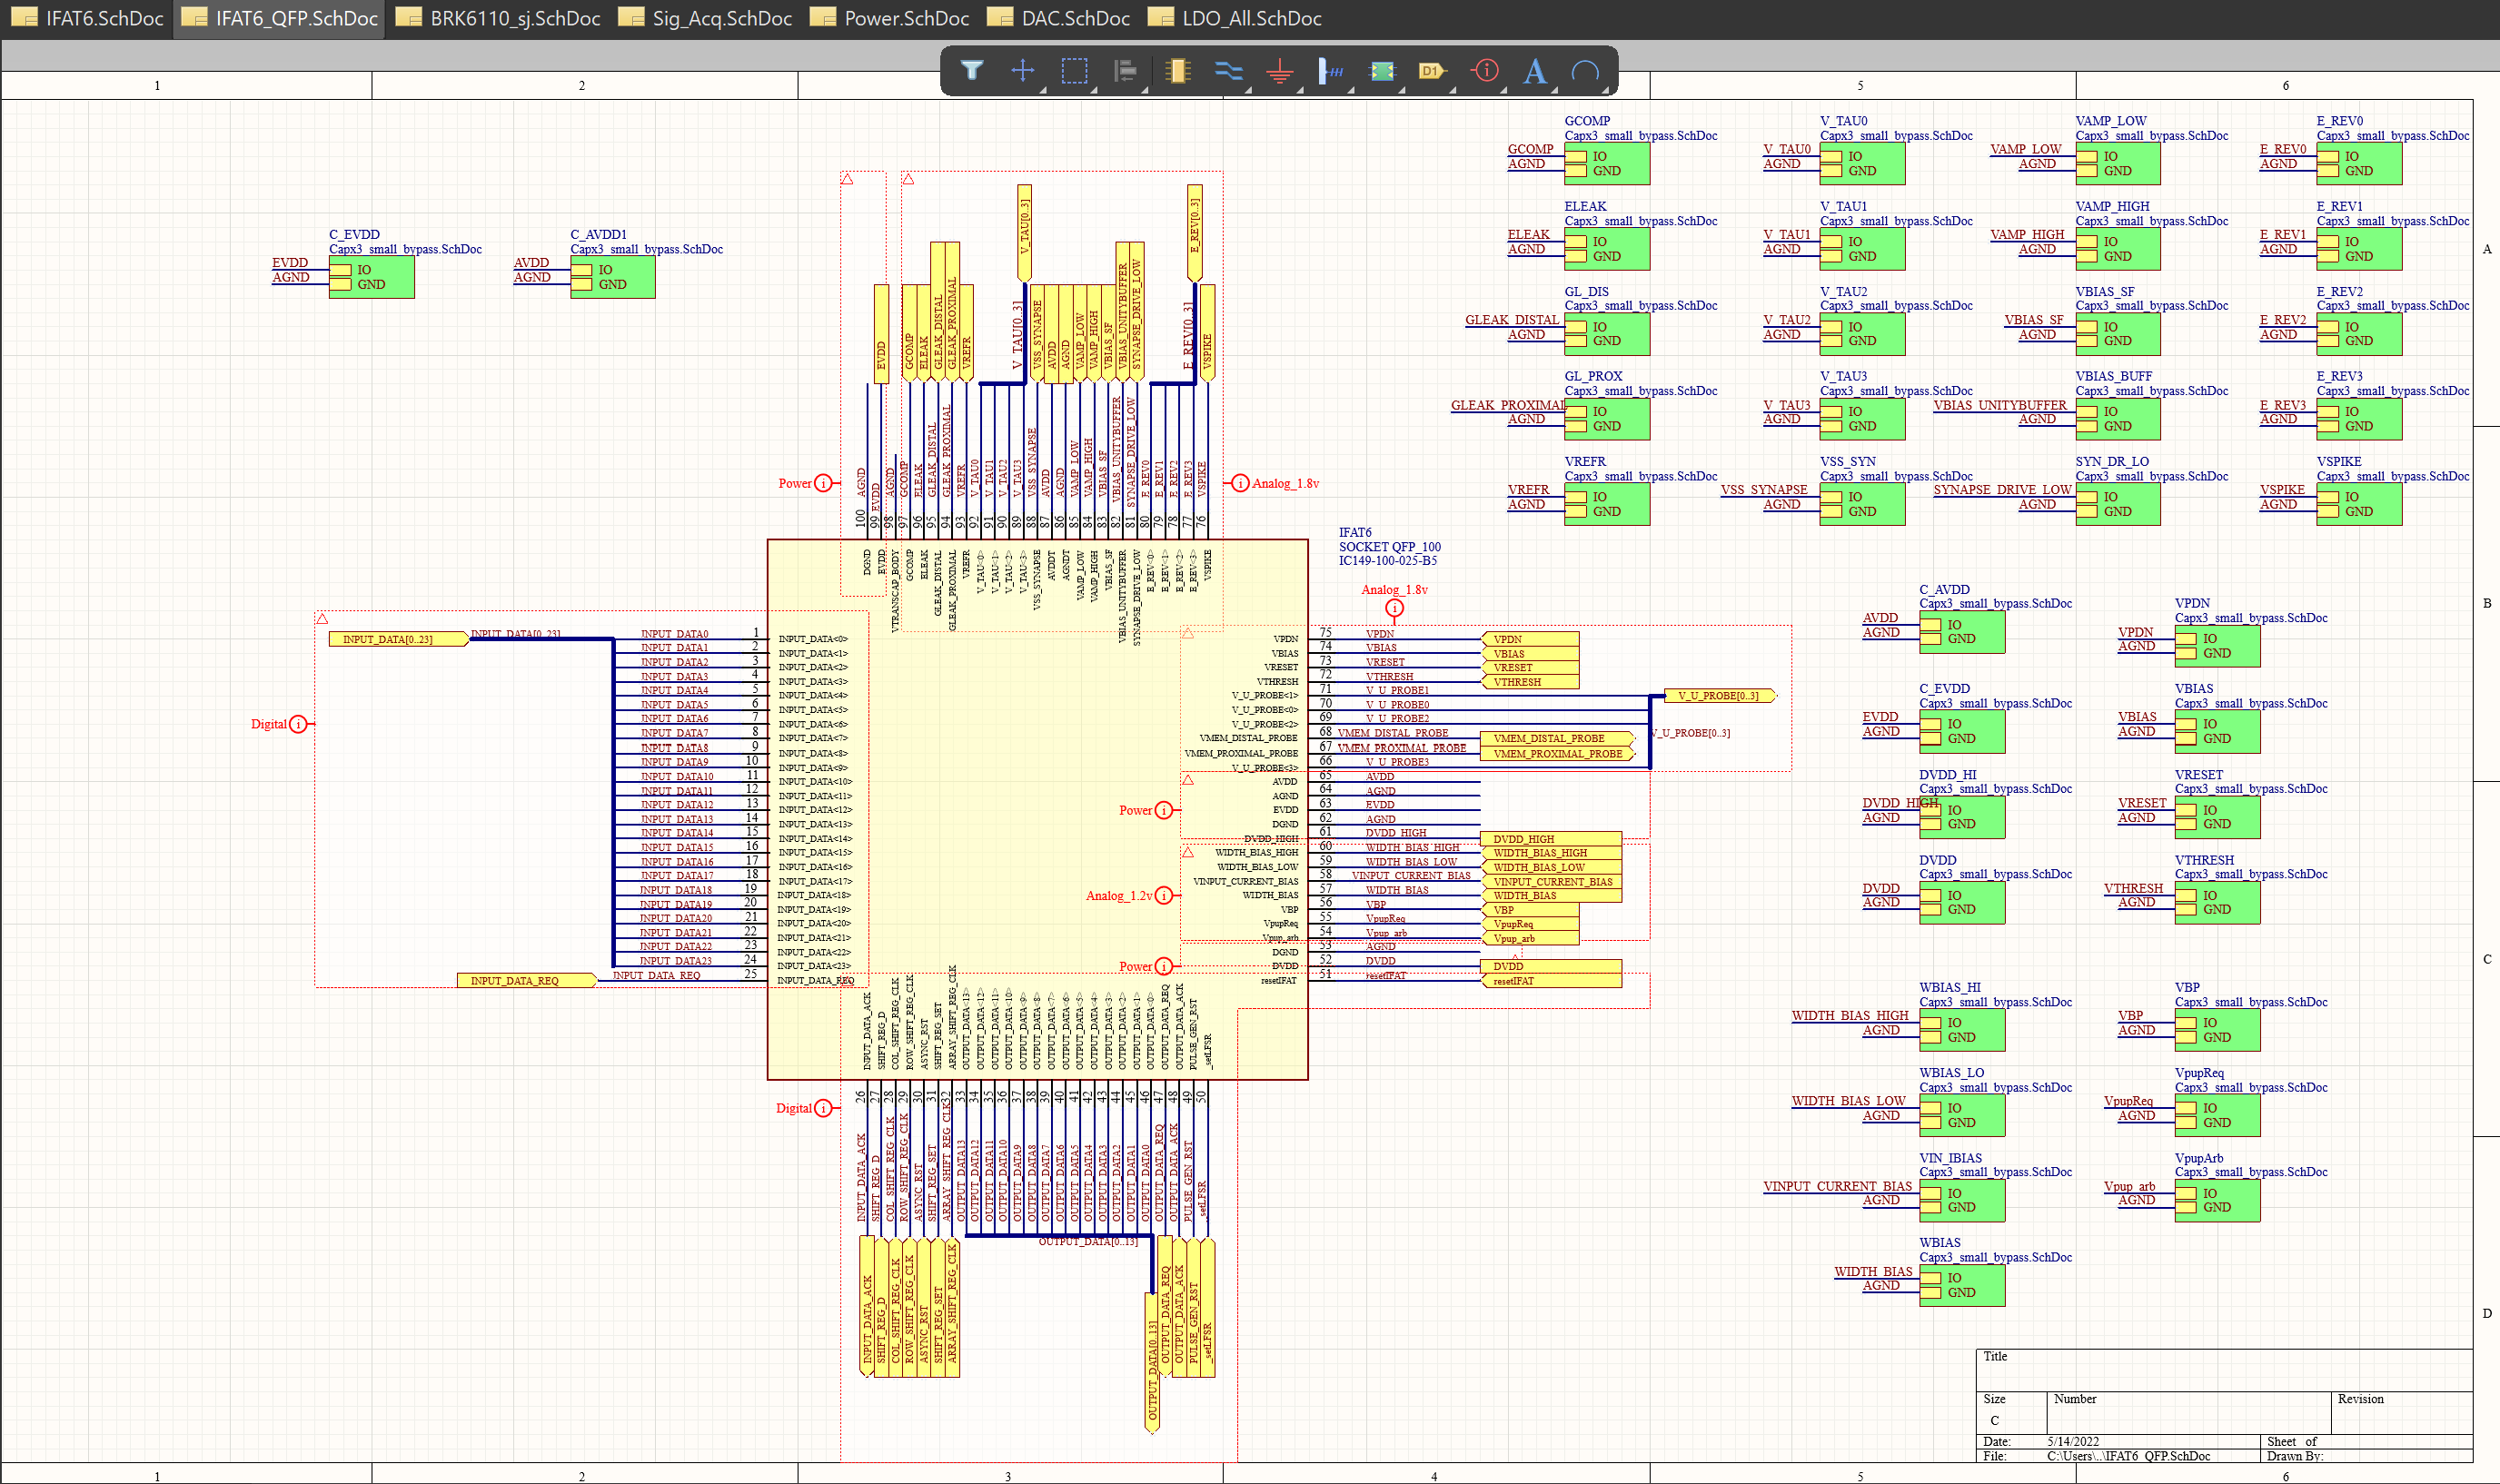 IFAT6.SchDoc IFAT6_QFP.SchDoc BRK6110_sj.SchDoc Sig_Acq.SchDoc Power.SchDoc DAC.SchDoc LDO_All.SchDoc
D1 A
1 2 5 6
C_EVDD
Capx3_small_bypass.SchDoc
EVDD IO
AGND GND
C_AVDD1
Capx3_small_bypass.SchDoc
AVDD IO
AGND GND
GCOMP
Capx3_small_bypass.SchDoc
GCOMP IO
AGND GND
V_TAU0
Capx3_small_bypass.SchDoc
V_TAU0 IO
AGND GND
VAMP_LOW
Capx3_small_bypass.SchDoc
VAMP_LOW IO
AGND GND
E_REV0
Capx3_small_bypass.SchDoc
E_REV0 IO
AGND GND
ELEAK
Capx3_small_bypass.SchDoc
ELEAK IO
AGND GND
V_TAU1
Capx3_small_bypass.SchDoc
V_TAU1 IO
AGND GND
VAMP_HIGH
Capx3_small_bypass.SchDoc
VAMP_HIGH IO
AGND GND
E_REV1
Capx3_small_bypass.SchDoc
E_REV1 IO
AGND GND
A
GL_DIS
Capx3_small_bypass.SchDoc
GLEAK_DISTAL IO
AGND GND
V_TAU2
Capx3_small_bypass.SchDoc
V_TAU2 IO
AGND GND
VBIAS_SF
Capx3_small_bypass.SchDoc
VBIAS_SF IO
AGND GND
E_REV2
Capx3_small_bypass.SchDoc
E_REV2 IO
AGND GND
GL_PROX
Capx3_small_bypass.SchDoc
GLEAK_PROXIMAL IO
AGND GND
V_TAU3
Capx3_small_bypass.SchDoc
V_TAU3 IO
AGND GND
VBIAS_BUFF
Capx3_small_bypass.SchDoc
VBIAS_UNITYBUFFER IO
AGND GND
E_REV3
Capx3_small_bypass.SchDoc
E_REV3 IO
AGND GND
VREFR
Capx3_small_bypass.SchDoc
VREFR IO
AGND GND
VSS_SYN
Capx3_small_bypass.SchDoc
VSS_SYNAPSE IO
AGND GND
SYN_DR_LO
Capx3_small_bypass.SchDoc
SYNAPSE_DRIVE_LOW IO
AGND GND
VSPIKE
Capx3_small_bypass.SchDoc
VSPIKE IO
AGND GND
EVDD GCOMP ELEAK GLEAK_DISTAL GLEAK_PROXIMAL VREFR V_TAU[0..3] VSS_SYNAPSE AVDD AGND VAMP_LOW VAMP_HIGH VBIAS_SF VBIAS_UNITYBUFFER SYNAPSE_DRIVE_LOW E_REV[0..3] VSPIKE
V_TAU[0..3] E_REV[0..3]
Power Analog_1.8v
AGND EVDD AGND GCOMP ELEAK GLEAK_DISTAL GLEAK_PROXIMAL VREFR V_TAU0 V_TAU1 V_TAU2 V_TAU3 VSS_SYNAPSE AVDD AGND VAMP_LOW VAMP_HIGH VBIAS_SF VBIAS_UNITYBUFFER SYNAPSE_DRIVE_LOW E_REV0 E_REV1 E_REV2 E_REV3 VSPIKE
100 99 98 97 96 95 94 93 92 91 90 89 88 87 86 85 84 83 82 81 80 79 78 77 76
DGND EVDD VTRANSCAP_BODY GCOMP ELEAK GLEAK_DISTAL GLEAK_PROXIMAL VREFR V_TAU<0> V_TAU<1> V_TAU<2> V_TAU<3> VSS_SYNAPSE AVDDT AGNDT VAMP_LOW VAMP_HIGH VBIAS_SF VBIAS_UNITYBUFFER SYNAPSE_DRIVE_LOW E_REV<0> E_REV<1> E_REV<2> E_REV<3> VSPIKE
IFAT6
SOCKET QFP_100
IC149-100-025-B5
Analog_1.8v
Digital
INPUT_DATA[0..23] INPUT_DATA[0..23]
INPUT_DATA0 1 INPUT_DATA<0>
INPUT_DATA1 2 INPUT_DATA<1>
INPUT_DATA2 3 INPUT_DATA<2>
INPUT_DATA3 4 INPUT_DATA<3>
INPUT_DATA4 5 INPUT_DATA<4>
INPUT_DATA5 6 INPUT_DATA<5>
INPUT_DATA6 7 INPUT_DATA<6>
INPUT_DATA7 8 INPUT_DATA<7>
INPUT_DATA8 9 INPUT_DATA<8>
INPUT_DATA9 10 INPUT_DATA<9>
INPUT_DATA10 11 INPUT_DATA<10>
INPUT_DATA11 12 INPUT_DATA<11>
INPUT_DATA12 13 INPUT_DATA<12>
INPUT_DATA13 14 INPUT_DATA<13>
INPUT_DATA14 15 INPUT_DATA<14>
INPUT_DATA15 16 INPUT_DATA<15>
INPUT_DATA16 17 INPUT_DATA<16>
INPUT_DATA17 18 INPUT_DATA<17>
INPUT_DATA18 19 INPUT_DATA<18>
INPUT_DATA19 20 INPUT_DATA<19>
INPUT_DATA20 21 INPUT_DATA<20>
INPUT_DATA21 22 INPUT_DATA<21>
INPUT_DATA22 23 INPUT_DATA<22>
INPUT_DATA23 24 INPUT_DATA<23>
INPUT_DATA_REQ INPUT_DATA_REQ 25 INPUT_DATA_REQ
VPDN 75 VPDN VPDN
VBIAS 74 VBIAS VBIAS
VRESET 73 VRESET VRESET
VTHRESH 72 VTHRESH VTHRESH
V_U_PROBE<1> 71 V_U_PROBE1 V_U_PROBE[0..3]
V_U_PROBE<0> 70 V_U_PROBE0
V_U_PROBE<2> 69 V_U_PROBE2
VMEM_DISTAL_PROBE 68 VMEM_DISTAL_PROBE VMEM_DISTAL_PROBE V_U_PROBE[0..3]
VMEM_PROXIMAL_PROBE 67 VMEM_PROXIMAL_PROBE VMEM_PROXIMAL_PROBE
V_U_PROBE<3> 66 V_U_PROBE3
AVDD 65 AVDD
AGND 64 AGND
Power EVDD 63 EVDD
DGND 62 AGND
DVDD_HIGH 61 DVDD_HIGH DVDD_HIGH
WIDTH_BIAS_HIGH 60 WIDTH_BIAS_HIGH WIDTH_BIAS_HIGH
WIDTH_BIAS_LOW 59 WIDTH_BIAS_LOW WIDTH_BIAS_LOW
VINPUT_CURRENT_BIAS 58 VINPUT_CURRENT_BIAS VINPUT_CURRENT_BIAS
Analog_1.2v WIDTH_BIAS 57 WIDTH_BIAS WIDTH_BIAS
VBP 56 VBP VBP
VpupReq 55 VpupReq VpupReq
Vpup_arb 54 Vpup_arb Vpup_arb
DGND 53 AGND
Power DVDD 52 DVDD DVDD
resetIFAT 51 resetIFAT resetIFAT
C_AVDD
Capx3_small_bypass.SchDoc
AVDD IO
AGND GND
VPDN
Capx3_small_bypass.SchDoc
VPDN IO
AGND GND
B
C_EVDD
Capx3_small_bypass.SchDoc
EVDD IO
AGND GND
VBIAS
Capx3_small_bypass.SchDoc
VBIAS IO
AGND GND
DVDD_HI
Capx3_small_bypass.SchDoc
DVDD_HIGH IO
AGND GND
VRESET
Capx3_small_bypass.SchDoc
VRESET IO
AGND GND
DVDD
Capx3_small_bypass.SchDoc
DVDD IO
AGND GND
VTHRESH
Capx3_small_bypass.SchDoc
VTHRESH IO
AGND GND
C
WBIAS_HI
Capx3_small_bypass.SchDoc
WIDTH_BIAS_HIGH IO
AGND GND
VBP
Capx3_small_bypass.SchDoc
VBP IO
AGND GND
WBIAS_LO
Capx3_small_bypass.SchDoc
WIDTH_BIAS_LOW IO
AGND GND
VpupReq
Capx3_small_bypass.SchDoc
VpupReq IO
AGND GND
VIN_IBIAS
Capx3_small_bypass.SchDoc
VINPUT_CURRENT_BIAS IO
AGND GND
VpupArb
Capx3_small_bypass.SchDoc
Vpup_arb IO
AGND GND
WBIAS
Capx3_small_bypass.SchDoc
WIDTH_BIAS IO
AGND GND
D
INPUT_DATA_ACK SHIFT_REG_D COL_SHIFT_REG_CLK ROW_SHIFT_REG_CLK ASYNC_RST SHIFT_REG_SET ARRAY_SHIFT_REG_CLK OUTPUT_DATA<13> OUTPUT_DATA<12> OUTPUT_DATA<11> OUTPUT_DATA<10> OUTPUT_DATA<9> OUTPUT_DATA<8> OUTPUT_DATA<7> OUTPUT_DATA<6> OUTPUT_DATA<5> OUTPUT_DATA<4> OUTPUT_DATA<3> OUTPUT_DATA<2> OUTPUT_DATA<1> OUTPUT_DATA<0> OUTPUT_DATA_REQ OUTPUT_DATA_ACK PULSE_GEN_RST _setLFSR
Digital
26 27 28 29 30 31 32 33 34 35 36 37 38 39 40 41 42 43 44 45 46 47 48 49 50
INPUT_DATA_ACK SHIFT_REG_D COL_SHIFT_REG_CLK ROW_SHIFT_REG_CLK ASYNC_RST SHIFT_REG_SET ARRAY_SHIFT_REG_CLK OUTPUT_DATA13 OUTPUT_DATA12 OUTPUT_DATA11 OUTPUT_DATA10 OUTPUT_DATA9 OUTPUT_DATA8 OUTPUT_DATA7 OUTPUT_DATA6 OUTPUT_DATA5 OUTPUT_DATA4 OUTPUT_DATA3 OUTPUT_DATA2 OUTPUT_DATA1 OUTPUT_DATA0 OUTPUT_DATA_REQ OUTPUT_DATA_ACK PULSE_GEN_RST _setLFSR
OUTPUT_DATA[0..13]
INPUT_DATA_ACK SHIFT_REG_D COL_SHIFT_REG_CLK ROW_SHIFT_REG_CLK ASYNC_RST SHIFT_REG_SET ARRAY_SHIFT_REG_CLK OUTPUT_DATA[0..13] OUTPUT_DATA_REQ OUTPUT_DATA_ACK PULSE_GEN_RST _setLFSR
Title
Size Number Revision
C
Date: 5/14/2022 Sheet of
File: C:\Users\..\IFAT6_QFP.SchDoc Drawn By:
1 2 3 4 5 6